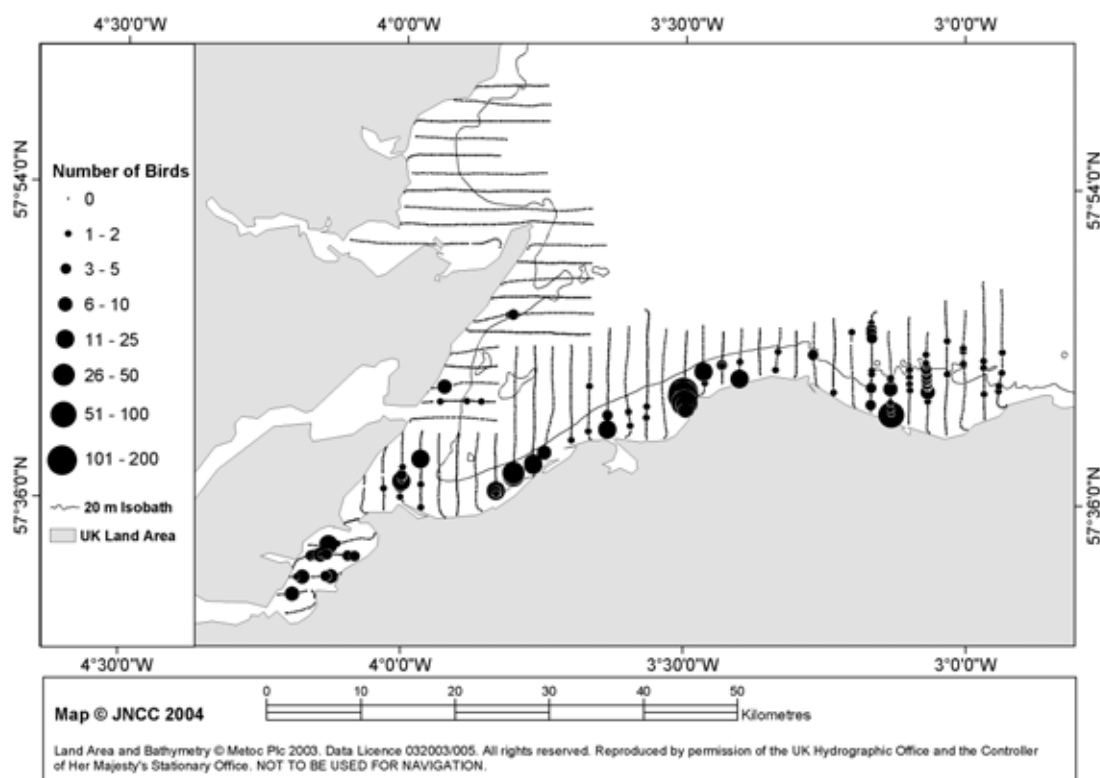 4°30'0"W 4°0'0"W 3°30'0"W 3°0'0"W
57°54'0"N
57°54'0"N
57°36'0"N
57°36'0"N
Number of Birds
0
1 - 2
3 - 5
6 - 10
11 - 25
26 - 50
51 - 100
101 - 200
20 m Isobath
UK Land Area
4°30'0"W 4°0'0"W 3°30'0"W 3°0'0"W
0 10 20 30 40 50
Kilometres
Map © JNCC 2004
Land Area and Bathymetry © Metoc Plc 2003. Data Licence 032003/005. All rights reserved. Reproduced by permission of the UK Hydrographic Office and the Controller
of Her Majesty's Stationary Office. NOT TO BE USED FOR NAVIGATION.